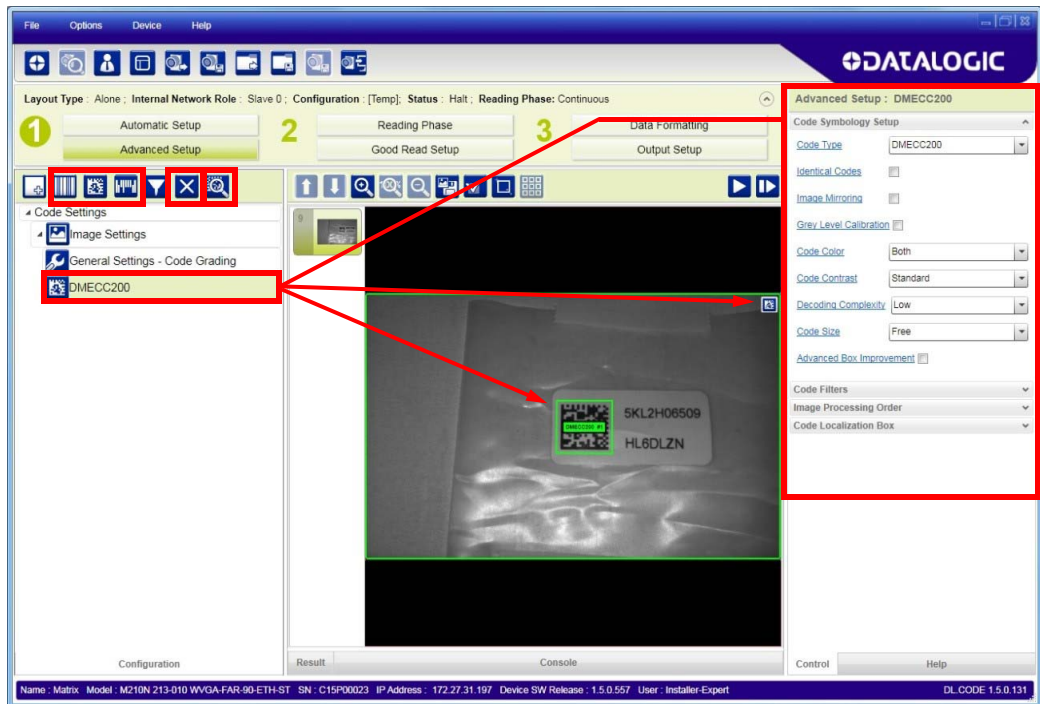 File Options Device Help
DATALOGIC
Layout Type : Alone ; Internal Network Role : Slave 0 ; Configuration : [Temp]; Status : Halt ; Reading Phase: Continuous
1 Automatic Setup 2 Reading Phase 3 Data Formatting
Advanced Setup Good Read Setup Output Setup
Code Settings
Image Settings
General Settings - Code Grading
DMECC200
9
DMECC200 #1
5KL2H06509
HL6DLZN
Advanced Setup : DMECC200
Code Symbology Setup
Code Type DMECC200
Identical Codes
Image Mirroring
Grey Level Calibration
Code Color Both
Code Contrast Standard
Decoding Complexity Low
Code Size Free
Advanced Box Improvement
Code Filters
Image Processing Order
Code Localization Box
Configuration Result Console Control Help
Name : Matrix Model : M210N 213-010 WVGA-FAR-90-ETH-ST SN : C15P00023 IP Address : 172.27.31.197 Device SW Release : 1.5.0.557 User : Installer-Expert DL.CODE 1.5.0.131